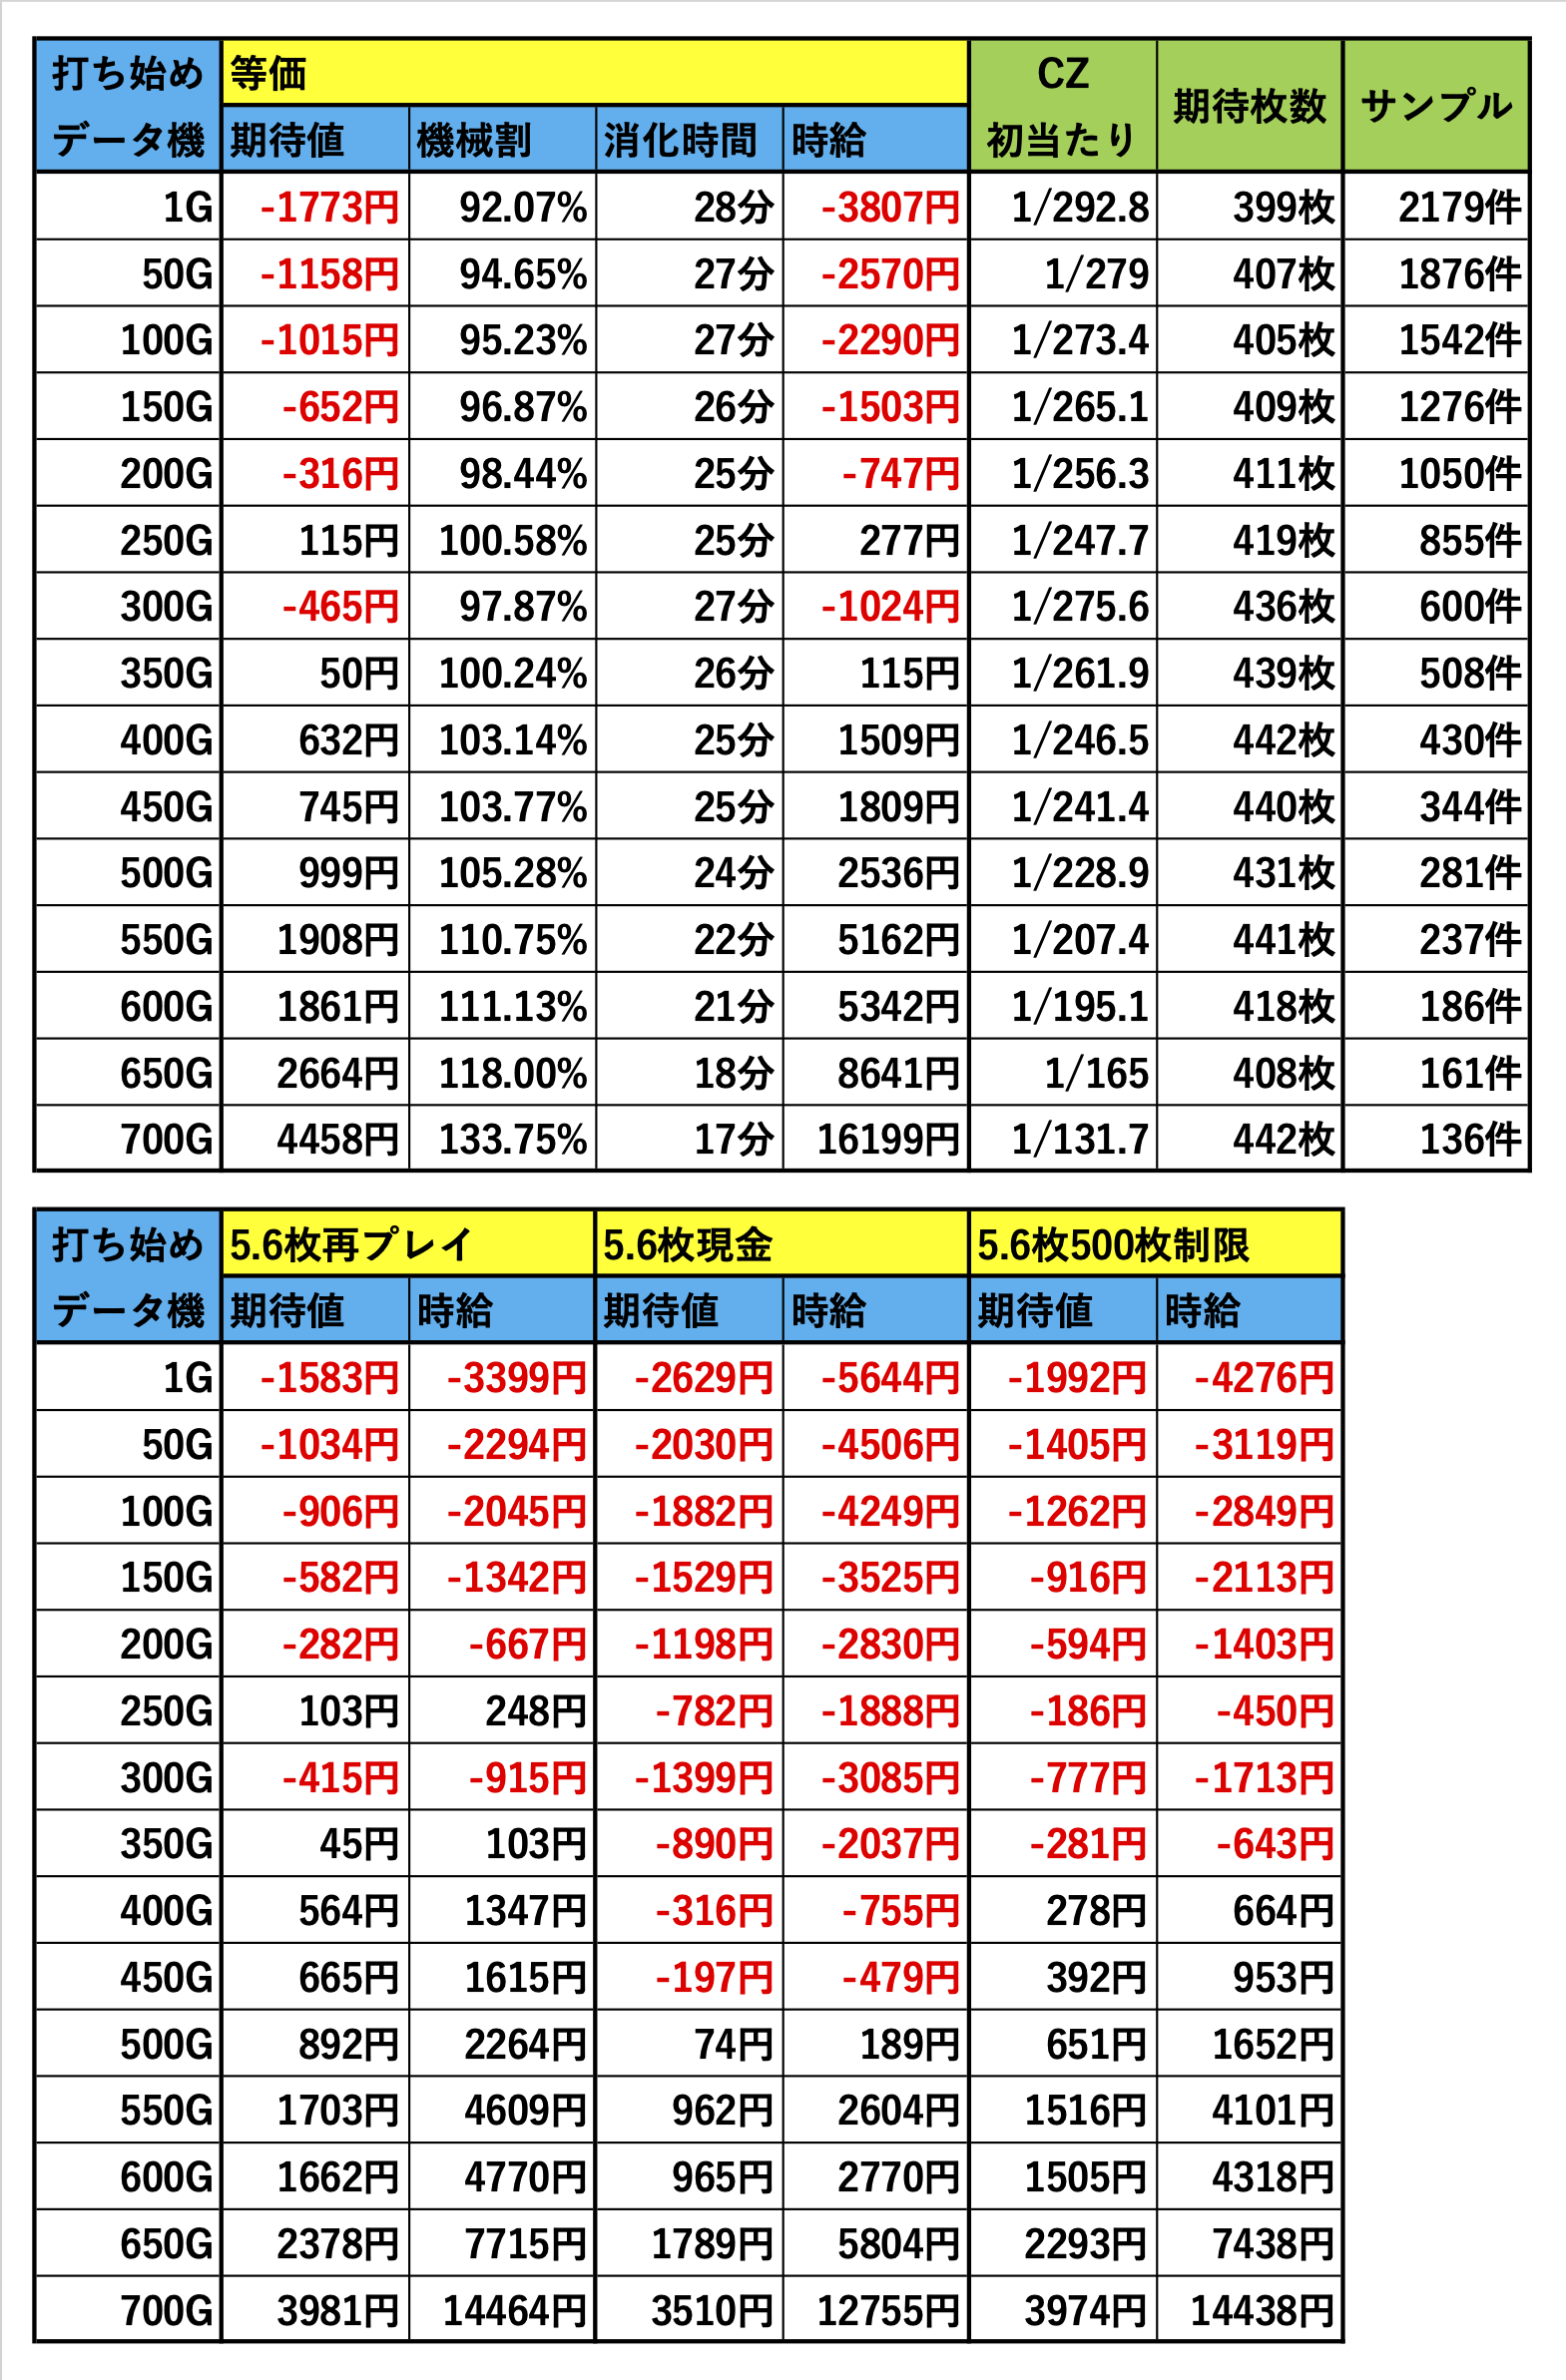 打ち始め 等価 CZ 期待枚数 サンプル
データ機 期待値 機械割 消化時間 時給 初当たり
1G -1773円 92.07% 28分 -3807円 1/292.8 399枚 2179件
50G -1158円 94.65% 27分 -2570円 1/279 407枚 1876件
100G -1015円 95.23% 27分 -2290円 1/273.4 405枚 1542件
150G -652円 96.87% 26分 -1503円 1/265.1 409枚 1276件
200G -316円 98.44% 25分 -747円 1/256.3 411枚 1050件
250G 115円 100.58% 25分 277円 1/247.7 419枚 855件
300G -465円 97.87% 27分 -1024円 1/275.6 436枚 600件
350G 50円 100.24% 26分 115円 1/261.9 439枚 508件
400G 632円 103.14% 25分 1509円 1/246.5 442枚 430件
450G 745円 103.77% 25分 1809円 1/241.4 440枚 344件
500G 999円 105.28% 24分 2536円 1/228.9 431枚 281件
550G 1908円 110.75% 22分 5162円 1/207.4 441枚 237件
600G 1861円 111.13% 21分 5342円 1/195.1 418枚 186件
650G 2664円 118.00% 18分 8641円 1/165 408枚 161件
700G 4458円 133.75% 17分 16199円 1/131.7 442枚 136件
打ち始め 5.6枚再プレイ 5.6枚現金 5.6枚500枚制限
データ機 期待値 時給 期待値 時給 期待値 時給
1G -1583円 -3399円 -2629円 -5644円 -1992円 -4276円
50G -1034円 -2294円 -2030円 -4506円 -1405円 -3119円
100G -906円 -2045円 -1882円 -4249円 -1262円 -2849円
150G -582円 -1342円 -1529円 -3525円 -916円 -2113円
200G -282円 -667円 -1198円 -2830円 -594円 -1403円
250G 103円 248円 -782円 -1888円 -186円 -450円
300G -415円 -915円 -1399円 -3085円 -777円 -1713円
350G 45円 103円 -890円 -2037円 -281円 -643円
400G 564円 1347円 -316円 -755円 278円 664円
450G 665円 1615円 -197円 -479円 392円 953円
500G 892円 2264円 74円 189円 651円 1652円
550G 1703円 4609円 962円 2604円 1516円 4101円
600G 1662円 4770円 965円 2770円 1505円 4318円
650G 2378円 7715円 1789円 5804円 2293円 7438円
700G 3981円 14464円 3510円 12755円 3974円 14438円